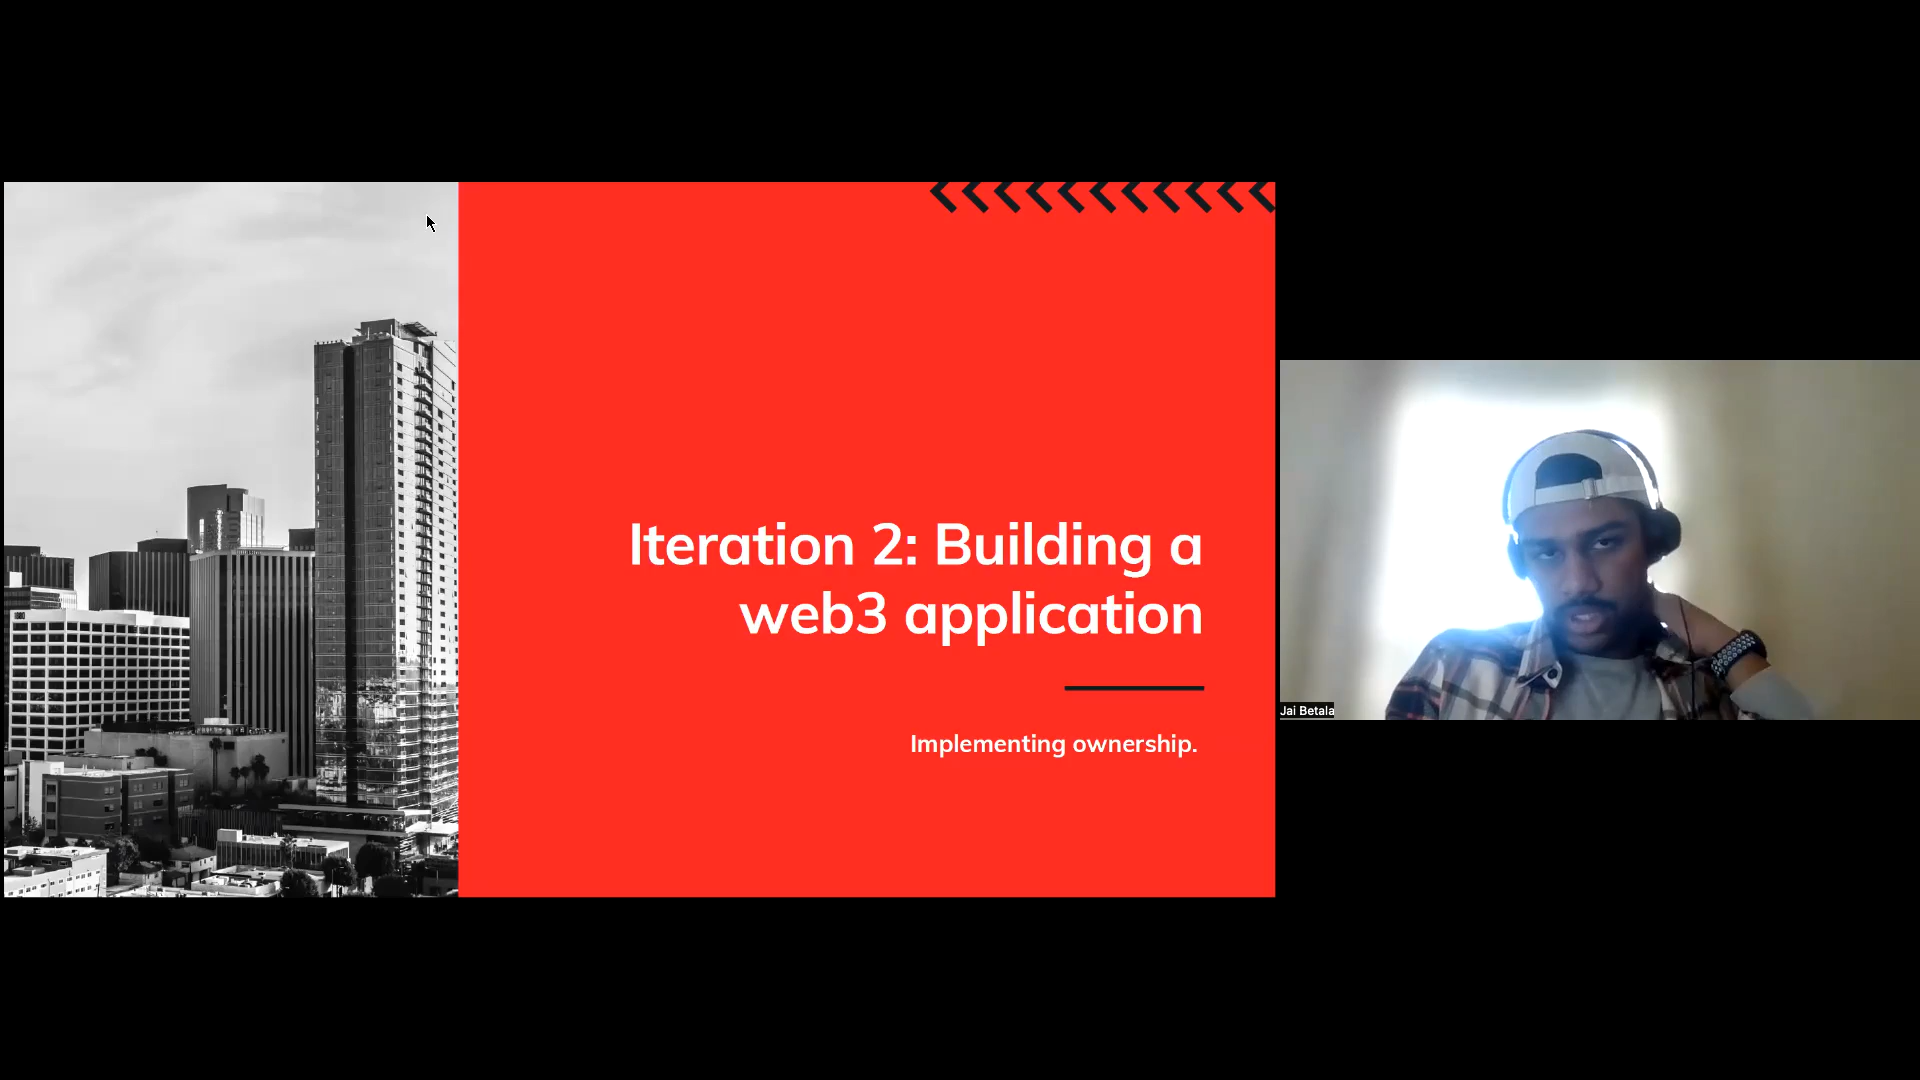 Iteration 2: Building a
web3 application
Implementing ownership.
Jai Betala